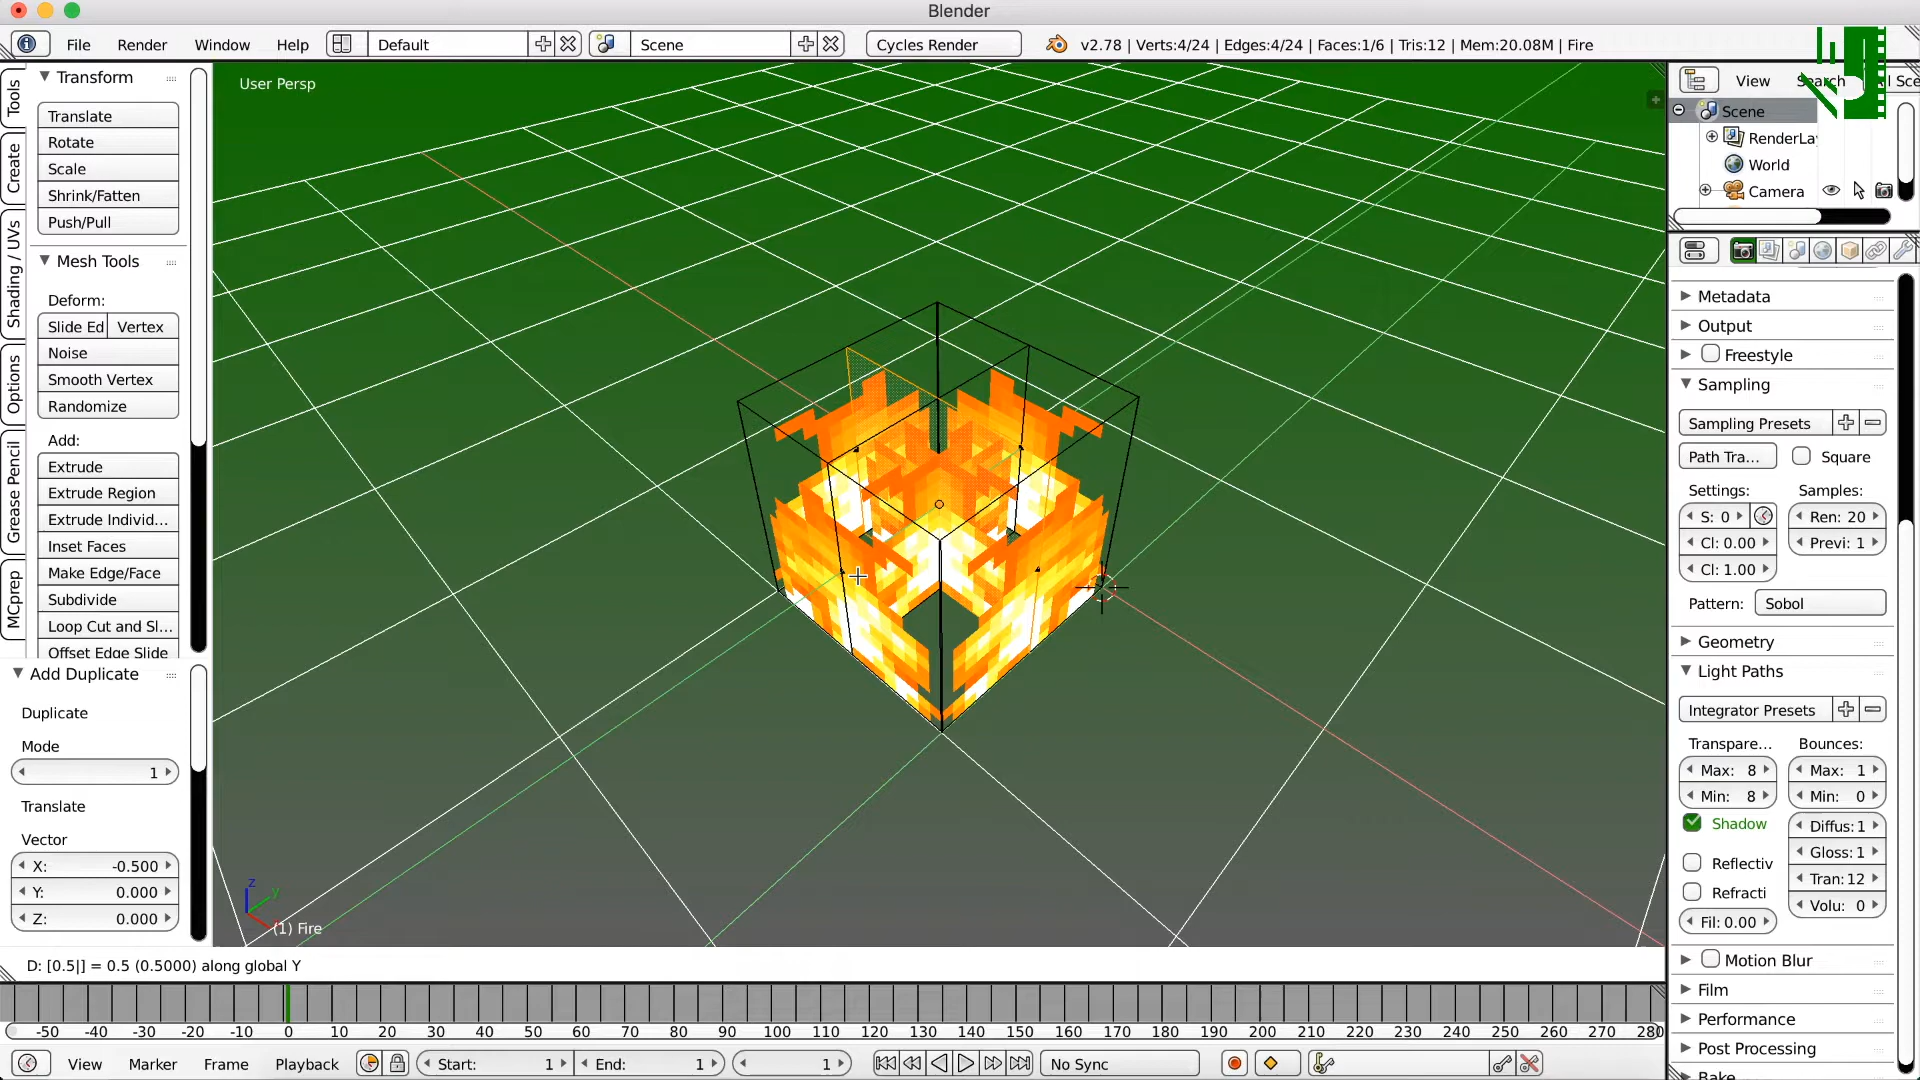 Blender
File Render Window Help Default Scene Cycles Render v2.78 | Verts:4/24 | Edges:4/24 | Faces:1/6 | Tris:12 | Mem:20.08M | Fire
Tools
Create
Shading / UVs
Options
Grease Pencil
MCprep
Transform
Translate
Rotate
Scale
Shrink/Fatten
Push/Pull
Mesh Tools
Deform:
Slide Ed Vertex
Noise
Smooth Vertex
Randomize
Add:
Extrude
Extrude Region
Extrude Individ...
Inset Faces
Make Edge/Face
Subdivide
Loop Cut and Sl...
Offset Edge Slide
Add Duplicate
Duplicate
Mode
1
Translate
Vector
X: -0.500
Y: 0.000
Z: 0.000
User Persp
z
y
(1) Fire
View Search
Scene
RenderLay
World
Camera
Metadata
Output
Freestyle
Sampling
Sampling Presets
Path Tra... Square
Settings: Samples:
S: 0 Ren: 20
Cl: 0.00 Previ: 1
Cl: 1.00
Pattern: Sobol
Geometry
Light Paths
Integrator Presets
Transpare... Bounces:
Max: 8 Max: 1
Min: 8 Min: 0
Shadow Diffus: 1
Reflectiv Gloss: 1
Refracti Tran: 12
Fil: 0.00 Volu: 0
Motion Blur
Film
Performance
Post Processing
Bake
D: [0.5|] = 0.5 (0.5000) along global Y
-50 -40 -30 -20 -10 0 10 20 30 40 50 60 70 80 90 100 110 120 130 140 150 160 170 180 190 200 210 220 230 240 250 260 270 280
View Marker Frame Playback Start: 1 End: 1 1 No Sync